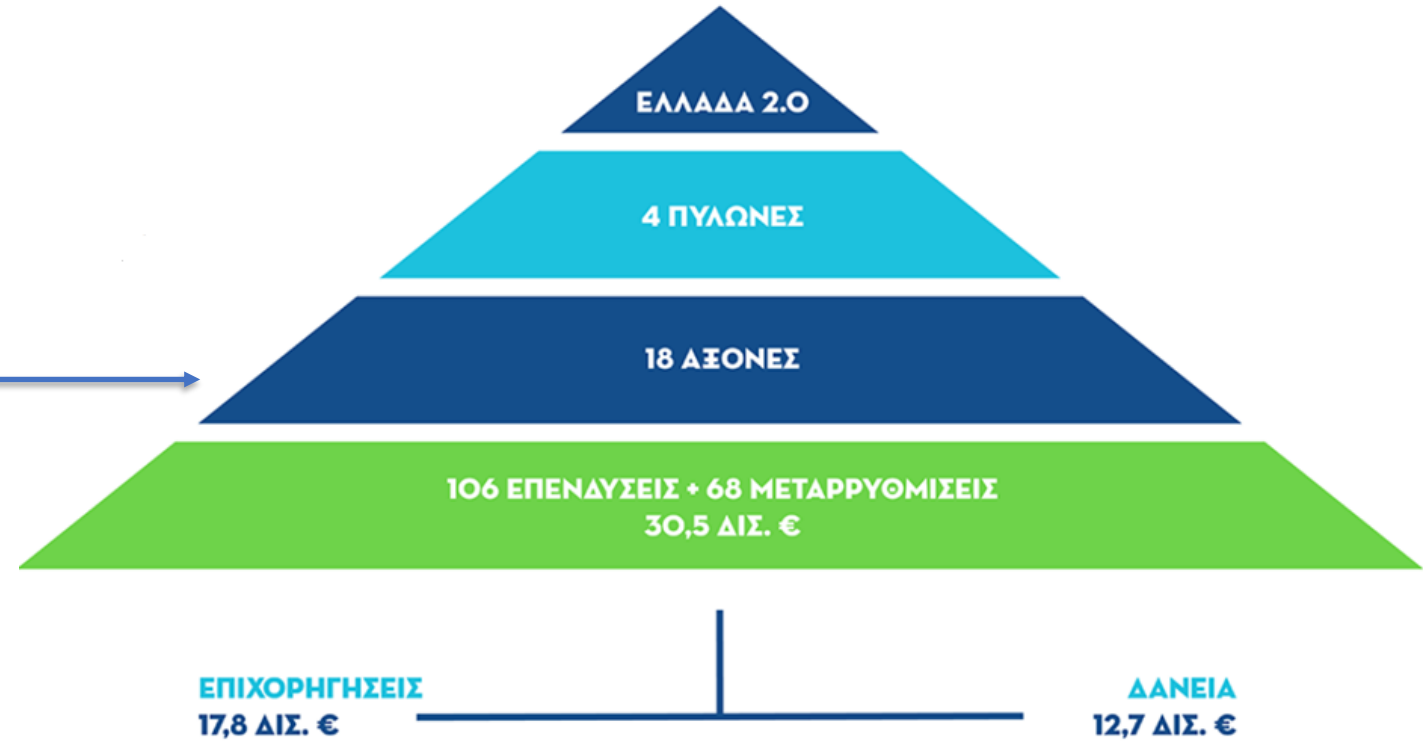 ΕΛΛΑΔΑ 2.0
4 ΠΥΛΩΝΕΣ
18 ΑΞΟΝΕΣ
106 ΕΠΕΝΔΥΣΕΙΣ + 68 ΜΕΤΑΡΡΥΘΜΙΣΕΙΣ
30,5 ΔΙΣ. €
ΕΠΙΧΟΡΗΓΗΣΕΙΣ
17,8 ΔΙΣ. €
ΔΑΝΕΙΑ
12,7 ΔΙΣ. €